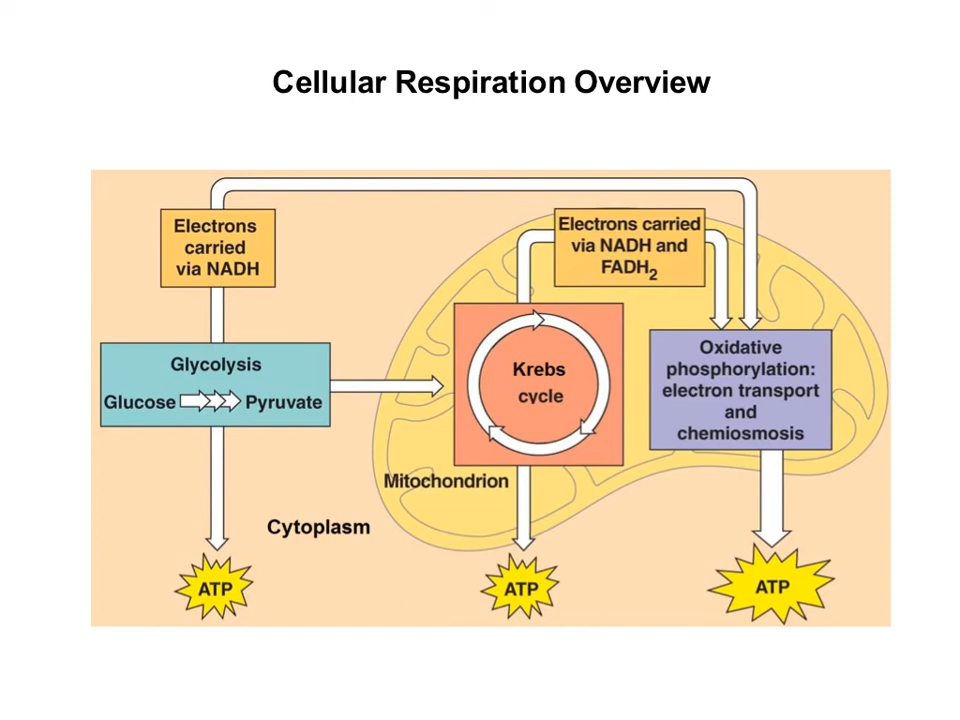 Cellular Respiration Overview
Electrons
carried
via NADH
Electrons carried
via NADH and
FADH2
Glycolysis
Glucose Pyruvate
Krebs
cycle
Oxidative
phosphorylation:
electron transport
and
chemiosmosis
Mitochondrion
Cytoplasm
ATP
ATP
ATP